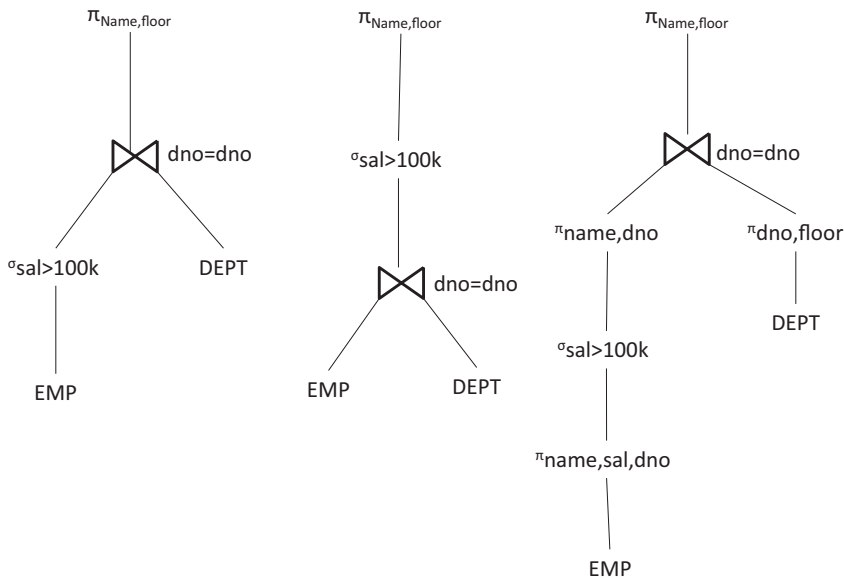 πName,floor
dno=dno
σsal>100k
DEPT
EMP
πName,floor
σsal>100k
dno=dno
EMP
DEPT
πName,floor
dno=dno
πname,dno
πdno,floor
DEPT
σsal>100k
πname,sal,dno
EMP